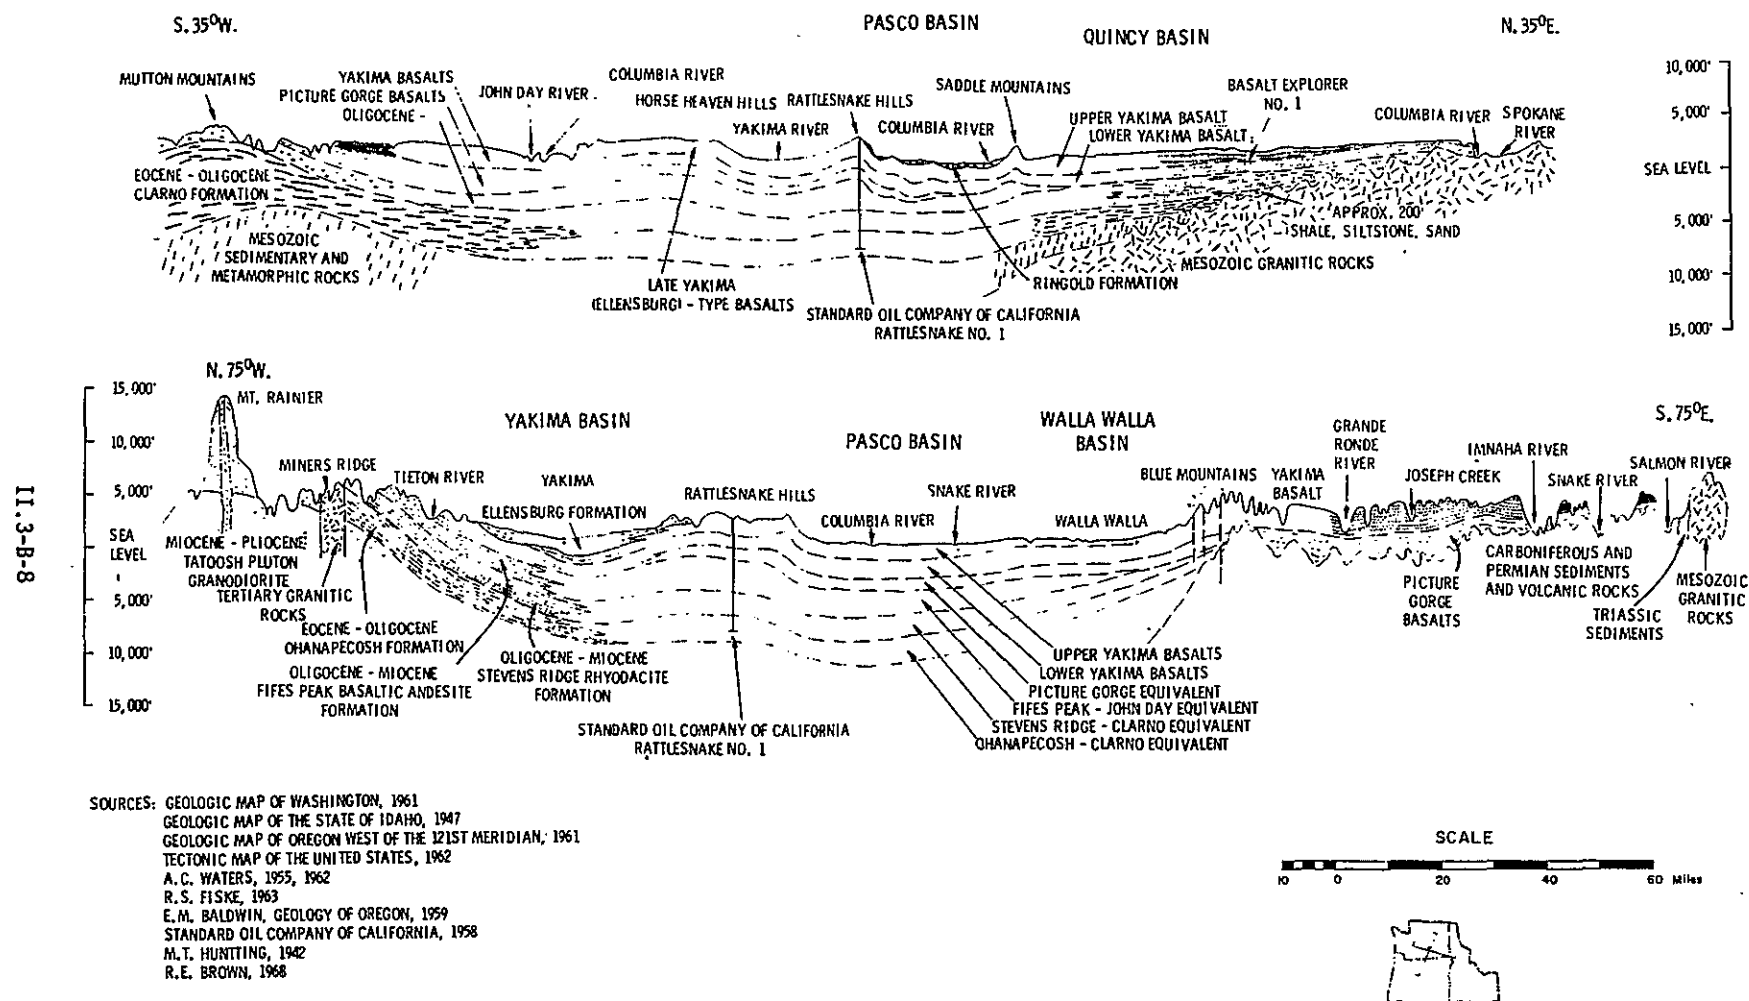 S. 35⁰W.
PASCO BASIN
QUINCY BASIN
N. 35⁰E.
MUTTON MOUNTAINS
YAKIMA BASALTS
PICTURE GORGE BASALTS
OLIGOCENE -
JOHN DAY RIVER
COLUMBIA RIVER
HORSE HEAVEN HILLS
YAKIMA RIVER
RATTLESNAKE HILLS
COLUMBIA RIVER
SADDLE MOUNTAINS
UPPER YAKIMA BASALT
LOWER YAKIMA BASALT
BASALT EXPLORER
NO. 1
COLUMBIA RIVER
SPOKANE
RIVER
10,000'
5,000'
SEA LEVEL
5,000'
10,000'
15,000'
EOCENE - OLIGOCENE
CLARNO FORMATION
MESOZOIC
SEDIMENTARY AND
METAMORPHIC ROCKS
LATE YAKIMA
(ELLENSBURG) - TYPE BASALTS
STANDARD OIL COMPANY OF CALIFORNIA
RATTLESNAKE NO. 1
RINGOLD FORMATION
MESOZOIC GRANITIC ROCKS
APPROX. 200'
SHALE, SILTSTONE, SAND
N. 75⁰W.
YAKIMA BASIN
PASCO BASIN
WALLA WALLA
BASIN
S. 75⁰E.
15,000'
10,000'
5,000'
SEA
LEVEL
5,000'
10,000'
15,000'
MT. RAINIER
MINERS RIDGE
TIETON RIVER
YAKIMA
ELLENSBURG FORMATION
RATTLESNAKE HILLS
COLUMBIA RIVER
SNAKE RIVER
WALLA WALLA
BLUE MOUNTAINS
YAKIMA
BASALT
GRANDE
RONDE
RIVER
JOSEPH CREEK
IMNAHA RIVER
SNAKE RIVER
SALMON RIVER
MIOCENE - PLIOCENE
TATOOSH PLUTON
GRANODIORITE
TERTIARY GRANITIC
ROCKS
EOCENE - OLIGOCENE
OHANAPECOSH FORMATION
OLIGOCENE - MIOCENE
FIFES PEAK BASALTIC ANDESITE
FORMATION
OLIGOCENE - MIOCENE
STEVENS RIDGE RHYODACITE
FORMATION
STANDARD OIL COMPANY OF CALIFORNIA
RATTLESNAKE NO. 1
UPPER YAKIMA BASALTS
LOWER YAKIMA BASALTS
PICTURE GORGE EQUIVALENT
FIFES PEAK - JOHN DAY EQUIVALENT
STEVENS RIDGE - CLARNO EQUIVALENT
OHANAPECOSH - CLARNO EQUIVALENT
PICTURE
GORGE
BASALTS
CARBONIFEROUS AND
PERMIAN SEDIMENTS
AND VOLCANIC ROCKS
TRIASSIC
SEDIMENTS
MESOZOIC
GRANITIC
ROCKS
II.3-B-8
SOURCES: GEOLOGIC MAP OF WASHINGTON, 1961
GEOLOGIC MAP OF THE STATE OF IDAHO, 1947
GEOLOGIC MAP OF OREGON WEST OF THE 121ST MERIDIAN, 1961
TECTONIC MAP OF THE UNITED STATES, 1962
A.C. WATERS, 1955, 1962
R.S. FISKE, 1963
E.M. BALDWIN, GEOLOGY OF OREGON, 1959
STANDARD OIL COMPANY OF CALIFORNIA, 1958
M.T. HUNTTING, 1942
R.E. BROWN, 1968
SCALE
10 0 20 40 60 Miles